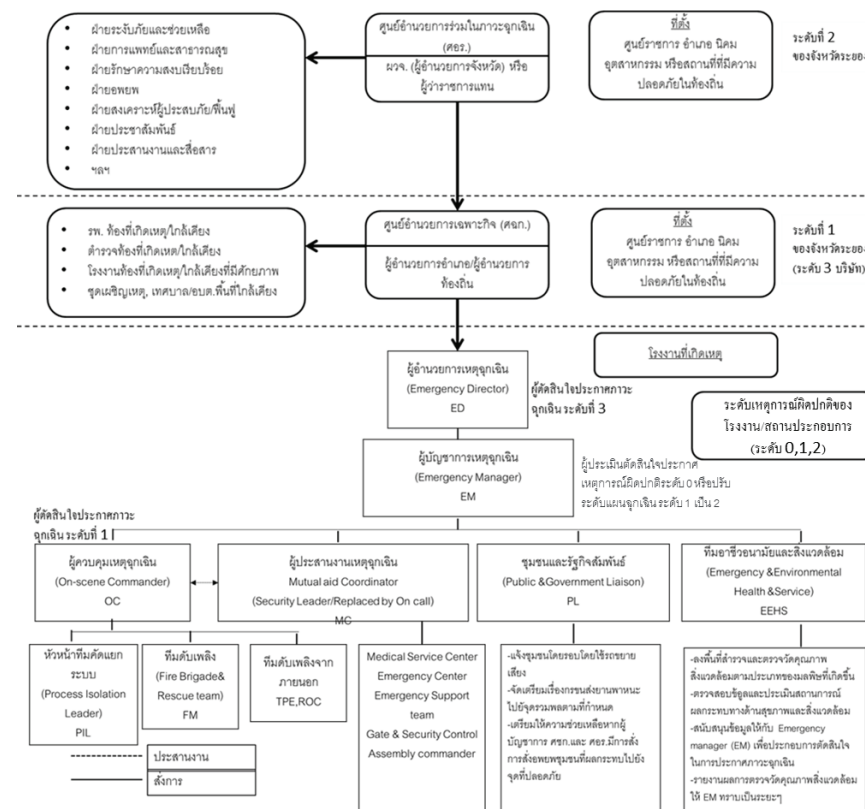 ฝ่ายระงับภัยและช่วยเหลือ
ฝ่ายการแพทย์และสาธารณสุข
ฝ่ายรักษาความสงบเรียบร้อย
ฝ่ายอพยพ
ฝ่ายสงเคราะห์ผู้ประสบภัย/ฟื้นฟู
ฝ่ายประชาสัมพันธ์
ฝ่ายประสานงานและสื่อสาร
ฯลฯ
ศูนย์อำนวยการร่วมในภาวะฉุกเฉิน
(ศอร.)
ผวจ. (ผู้อำนวยการจังหวัด) หรือ
ผู้ว่าราชการแทน
ที่ตั้ง
ศูนย์ราชการ อำเภอ นิคม
อุตสาหกรรม หรือสถานที่ที่มีความ
ปลอดภัยในท้องถิ่น
ระดับที่ 2
ของจังหวัดระยอง
รพ. ท้องที่เกิดเหตุ/ใกล้เคียง
ตำรวจท้องที่เกิดเหต/ใกล้เคียง
โรงงานท้องที่เกิดเหตุ/ใกล้เคียงที่มีศักยภาพ
ชุดเผชิญเหตุ, เทศบาล/อบต.พื้นที่ใกล้เคียง
ศูนย์อำนวยการเฉพาะกิจ (ศฉก.)
ผู้อำนวยการอำเภอ/ผู้อำนวยการ
ท้องถิ่น
ที่ตั้ง
ศูนย์ราชการ อำเภอ นิคม
อุตสาหกรรม หรือสถานที่ที่มีความ
ปลอดภัยในท้องถิ่น
ระดับที่ 1
ของจังหวัดระยอง
(ระดับ 3 บริษัท)
ผู้อำนวยการเหตุฉุกเฉิน
(Emergency Director)
ED
ผู้ตัดสินใจประกาศภาวะ
ฉุกเฉิน ระดับที่ 3
โรงงานที่เกิดเหตุ
ระดับเหตุการณ์ผิดปกติของ
โรงงาน/สถานประกอบการ
(ระดับ 0,1,2)
ผู้บัญชาการเหตุฉุกเฉิน
(Emergency Manager)
EM
ผู้ประเมินตัดสินใจประกาศ
เหตุการณ์ผิดปกติระดับ 0 หรือปรับ
ระดับแผนฉุกเฉินระดับ 1 เป็น 2
ผู้ตัดสินใจประกาศภาวะ
ฉุกเฉิน ระดับที่ 1
ผู้ควบคุมเหตุฉุกเฉิน
(On-scene Commander)
OC
ผู้ประสานงานเหตุฉุกเฉิน
Mutual aid Coordinator
(Security Leader/Replaced by On call)
MC
ชุมชนและรัฐกิจสัมพันธ์
(Public &Government Liaison)
PL
ทีมอาชีวอนามัยและสิ่งแวดล้อม
(Emergency &Environmental
Health &Service)
EEHS
หัวหน้าทีมคัดแยก
ระบบ
(Process Isolation
Leader)
PIL
ทีมดับเพลิง
(Fire Brigade&
Rescue team)
FM
ทีมดับเพลิงจาก
ภายนอก
TPE,ROC
Medical Service Center
Emergency Center
Emergency Support
team
Gate & Security Control
Assembly commander
-แจ้งชุมชนโดยรอบโดยใช้รถขยาย
เสียง
-จัดเตรียมเรื่องรถขนส่งยานพาหนะ
ไปยังจุดรวมพลตามที่กำหนด
-เตรียมให้ความช่วยเหลือหากผู้
บัญชาการ ศฉก.และ ศอร.มีการสั่ง
การสั่งอพยพชุมชนที่ผลกระทบไปยัง
จุดที่ปลอดภัย
-ลงพื้นที่สำรวจและตรวจวัดคุณภาพ
สิ่งแวดล้อมตามประเภทของมลพิษที่เกิดขึ้น
-ตรวจสอบข้อมูลและประเมินสถานการณ์
ผลกระทบทางด้านสุขภาพและสิ่งแวดล้อม
-สนับสนุนข้อมูลให้กับ Emergency
manager (EM) เพื่อประกอบการตัดสินใจ
ในการประกาศภาวะฉุกเฉิน
-รายงานผลการตรวจวัดคุณภาพสิ่งแวดล้อม
ให้ EM ทราบเป็นระยะๆ
ประสานงาน
สั่งการ